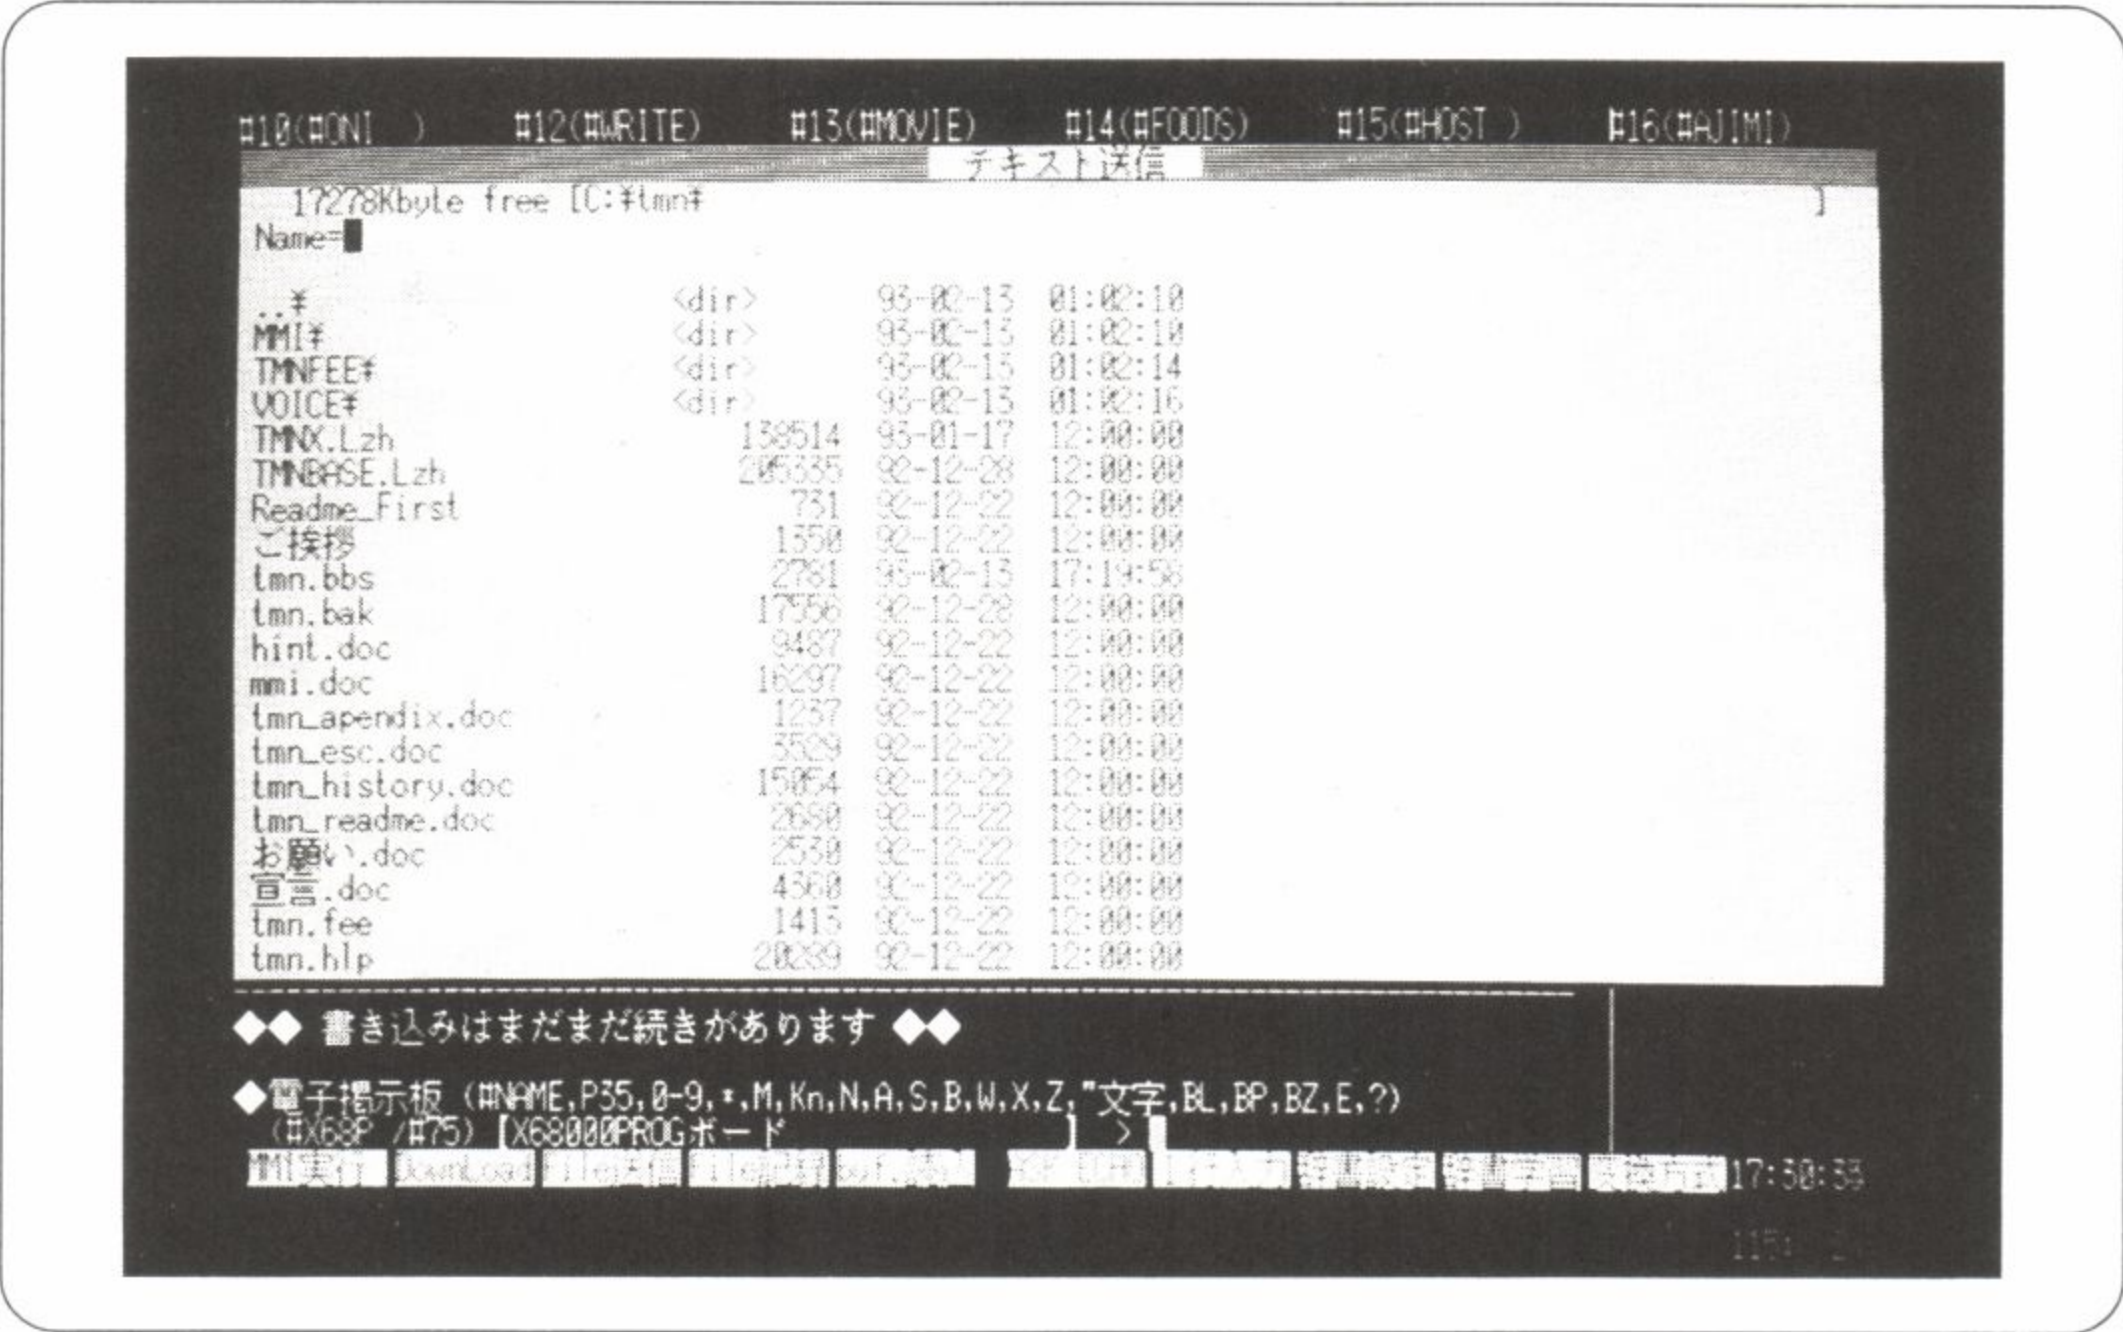 #10(#ONI  ) #12(#WRITE) #13(#MOVIE) #14(#FOODS) #15(#HOST ) #16(#AJIMI)
テキスト送信
17278Kbyte free [C:¥tmn¥ ]
Name=
..¥ <dir> 93-02-13 01:02:10
MMI¥ <dir> 93-02-13 01:02:10
TMNFEE¥ <dir> 93-02-13 01:02:14
VOICE¥ <dir> 93-02-13 01:02:16
TMNX.Lzh 138514 93-01-17 12:00:00
TMNBASE.Lzh 205335 92-12-28 12:00:00
Readme_First 731 92-12-22 12:00:00
ご挨拶 1350 92-12-22 12:00:00
tmn.bbs 2781 93-02-13 17:19:56
tmn.bak 17556 92-12-28 12:00:00
hint.doc 9487 92-12-22 12:00:00
mmi.doc 16297 92-12-22 12:00:00
tmn_apendix.doc 1237 92-12-22 12:00:00
tmn_esc.doc 3529 92-12-22 12:00:00
tmn_history.doc 15054 92-12-22 12:00:00
tmn_readme.doc 2680 92-12-22 12:00:00
お願い.doc 2530 92-12-22 12:00:00
宣言.doc 4360 92-12-22 12:00:00
tmn.fee 1413 92-12-22 12:00:00
tmn.hlp 20239 92-12-22 12:00:00
◆◆ 書き込みはまだまだ続きがあります ◆◆
◆電子掲示板 (#NAME,P35,0-9,*,M,Kn,N,A,S,B,W,X,Z,"文字,BL,BP,BZ,E,?)
(#X68P /#75) [X68000PROGボード ] >
MMI実行 DownLoad File送信 辞書学習 17:30:33